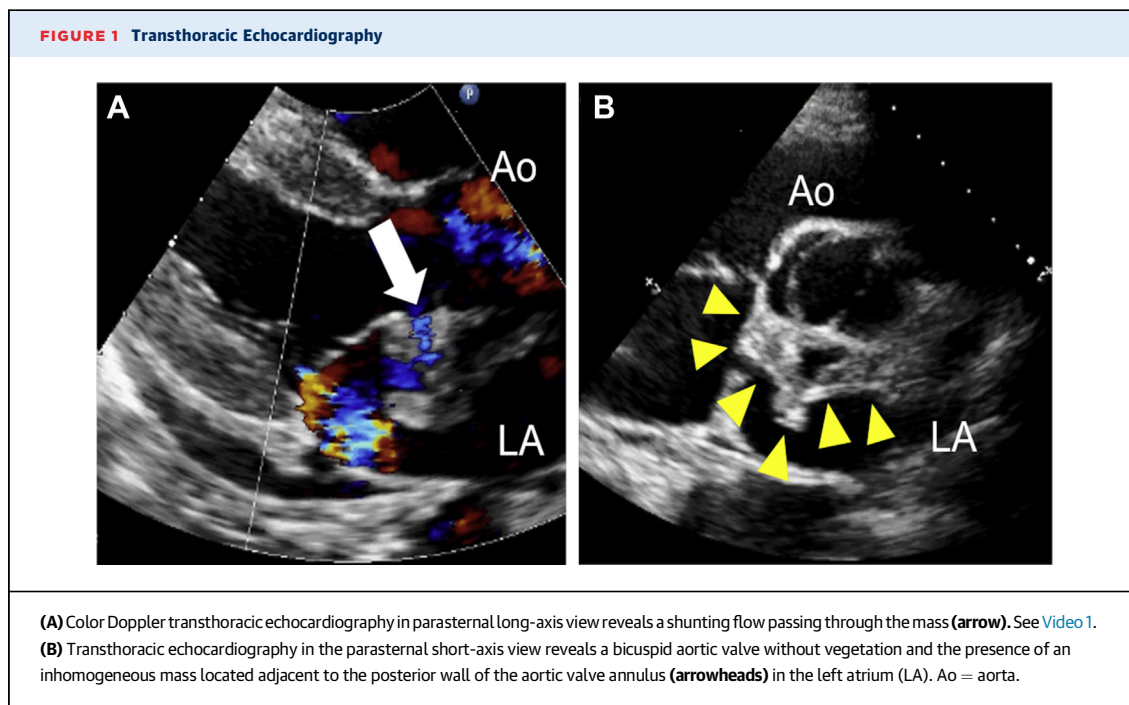 FIGURE 1 Transthoracic Echocardiography
A
P
Ao
LA
B
Ao
LA
(A) Color Doppler transthoracic echocardiography in parasternal long-axis view reveals a shunting flow passing through the mass (arrow). See Video 1.
(B) Transthoracic echocardiography in the parasternal short-axis view reveals a bicuspid aortic valve without vegetation and the presence of an
inhomogeneous mass located adjacent to the posterior wall of the aortic valve annulus (arrowheads) in the left atrium (LA). Ao = aorta.